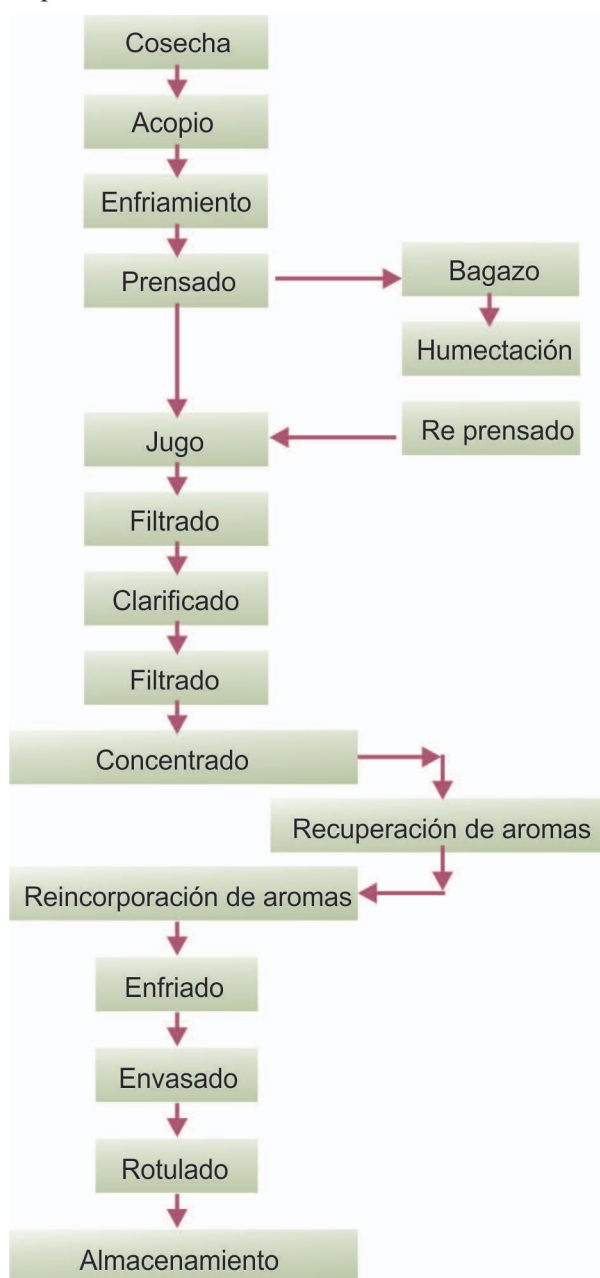 Cosecha
Acopio
Enfriamiento
Prensado
Bagazo
Humectación
Re prensado
Jugo
Filtrado
Clarificado
Filtrado
Concentrado
Recuperación de aromas
Reincorporación de aromas
Enfriado
Envasado
Rotulado
Almacenamiento